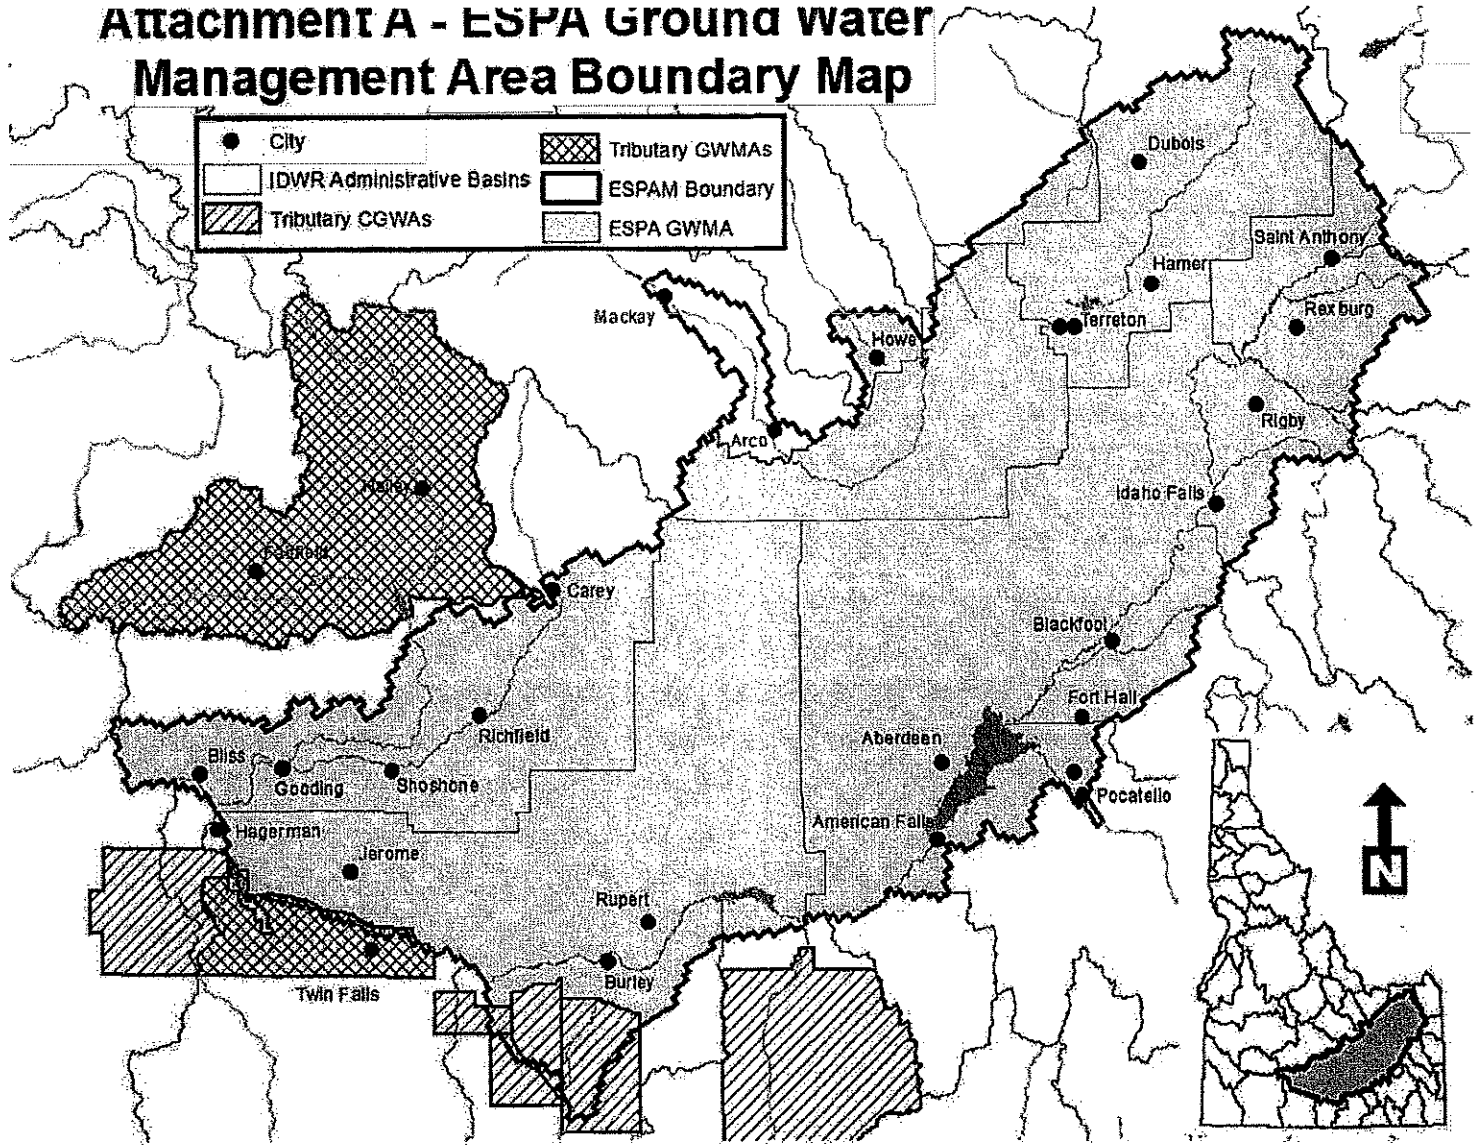 Attachment A - ESPA Ground Water
Management Area Boundary Map
City
IDWR Administrative Basins
Tributary CGWAs
Tributary GWMAs
ESPAM Boundary
ESPA GWMA
Dubois
Saint Anthony
Hamer
Mackay
Terreton
Rexburg
Howe
Arco
Rigby
Hailey
Idaho Falls
Fairfield
Carey
Blackfoot
Fort Hall
Richfield
Aberdeen
Bliss
Gooding
Shoshone
Pocatello
American Falls
Hagerman
Jerome
Rupert
Burley
Twin Falls
N